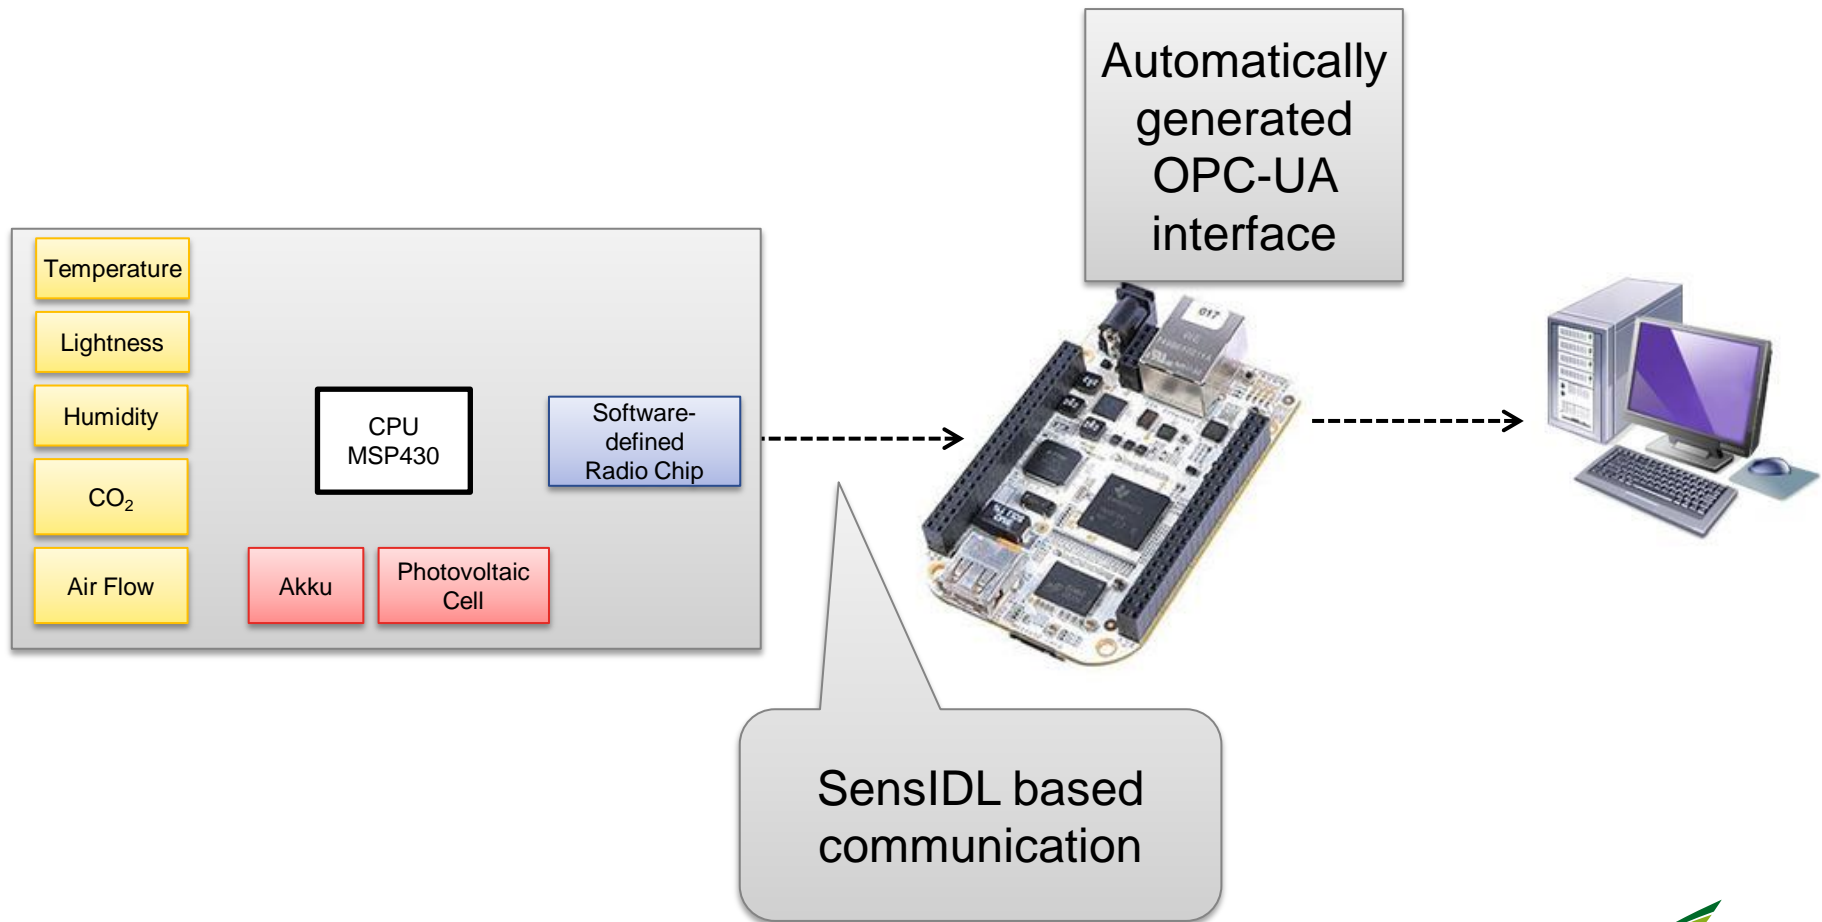 Automatically
generated
OPC-UA
interface
Temperature
Lightness
Humidity
CO₂
Air Flow
CPU
MSP430
Software-
defined
Radio Chip
Akku
Photovoltaic
Cell
017
SensIDL based
communication